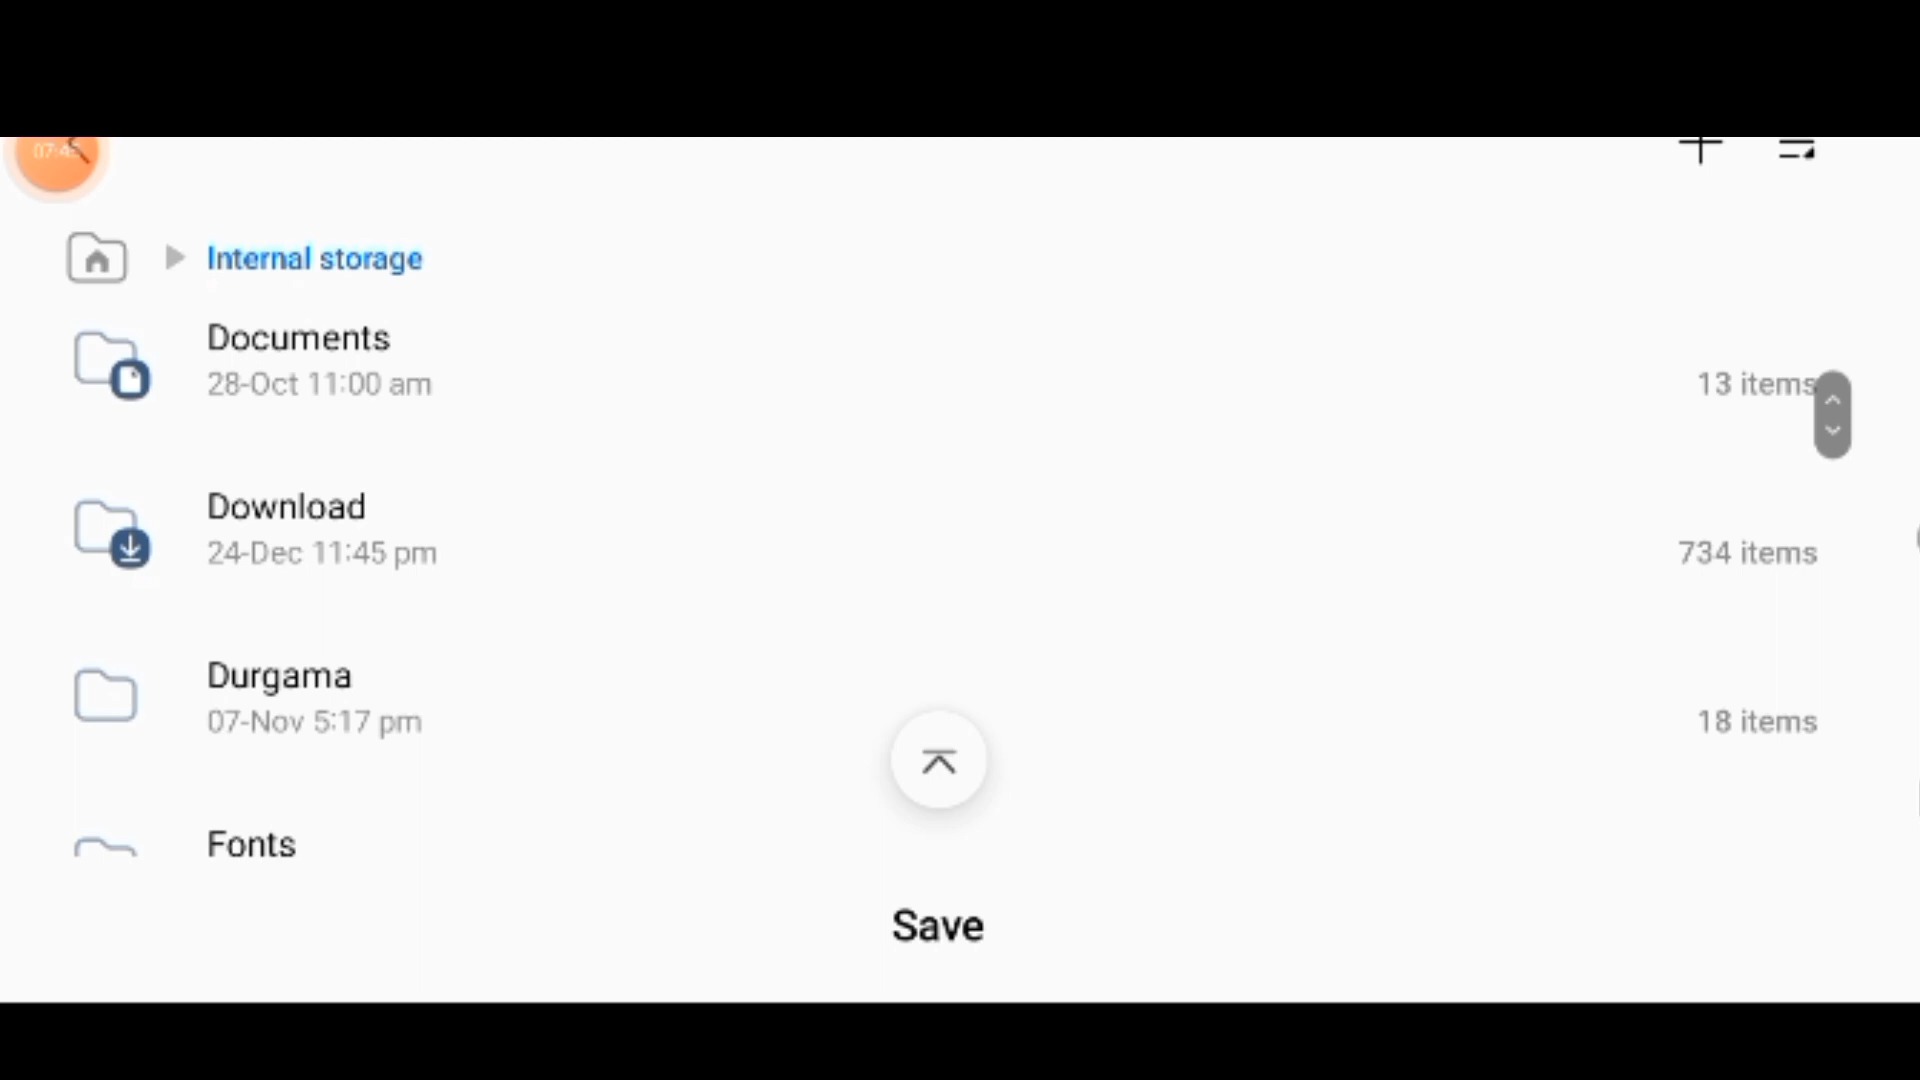 Internal storage
Documents
28-Oct 11:00 am
13 items
Download
24-Dec 11:45 pm
734 items
Durgama
07-Nov 5:17 pm
18 items
Fonts
Save